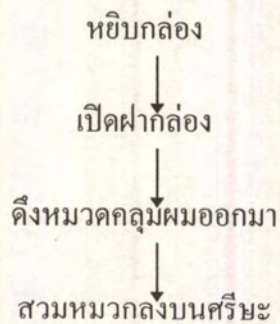 หยิบกล่อง
เปิดฝากล่อง
ดึงหมวดคลุมผมออกมา
สวมหมวกลงบนศรีษะ